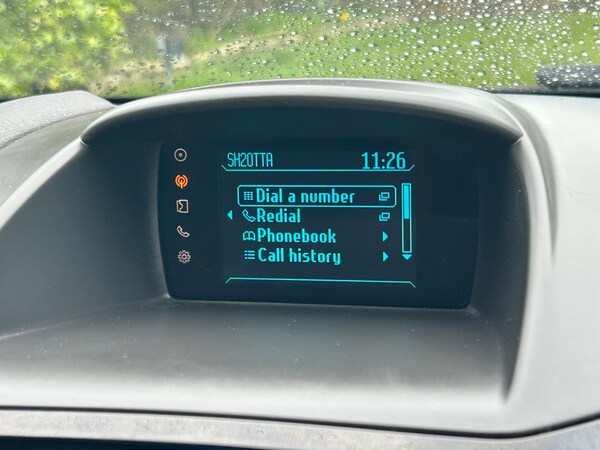 SH20TTA 11:26
Dial a number
Redial
Phonebook
Call history